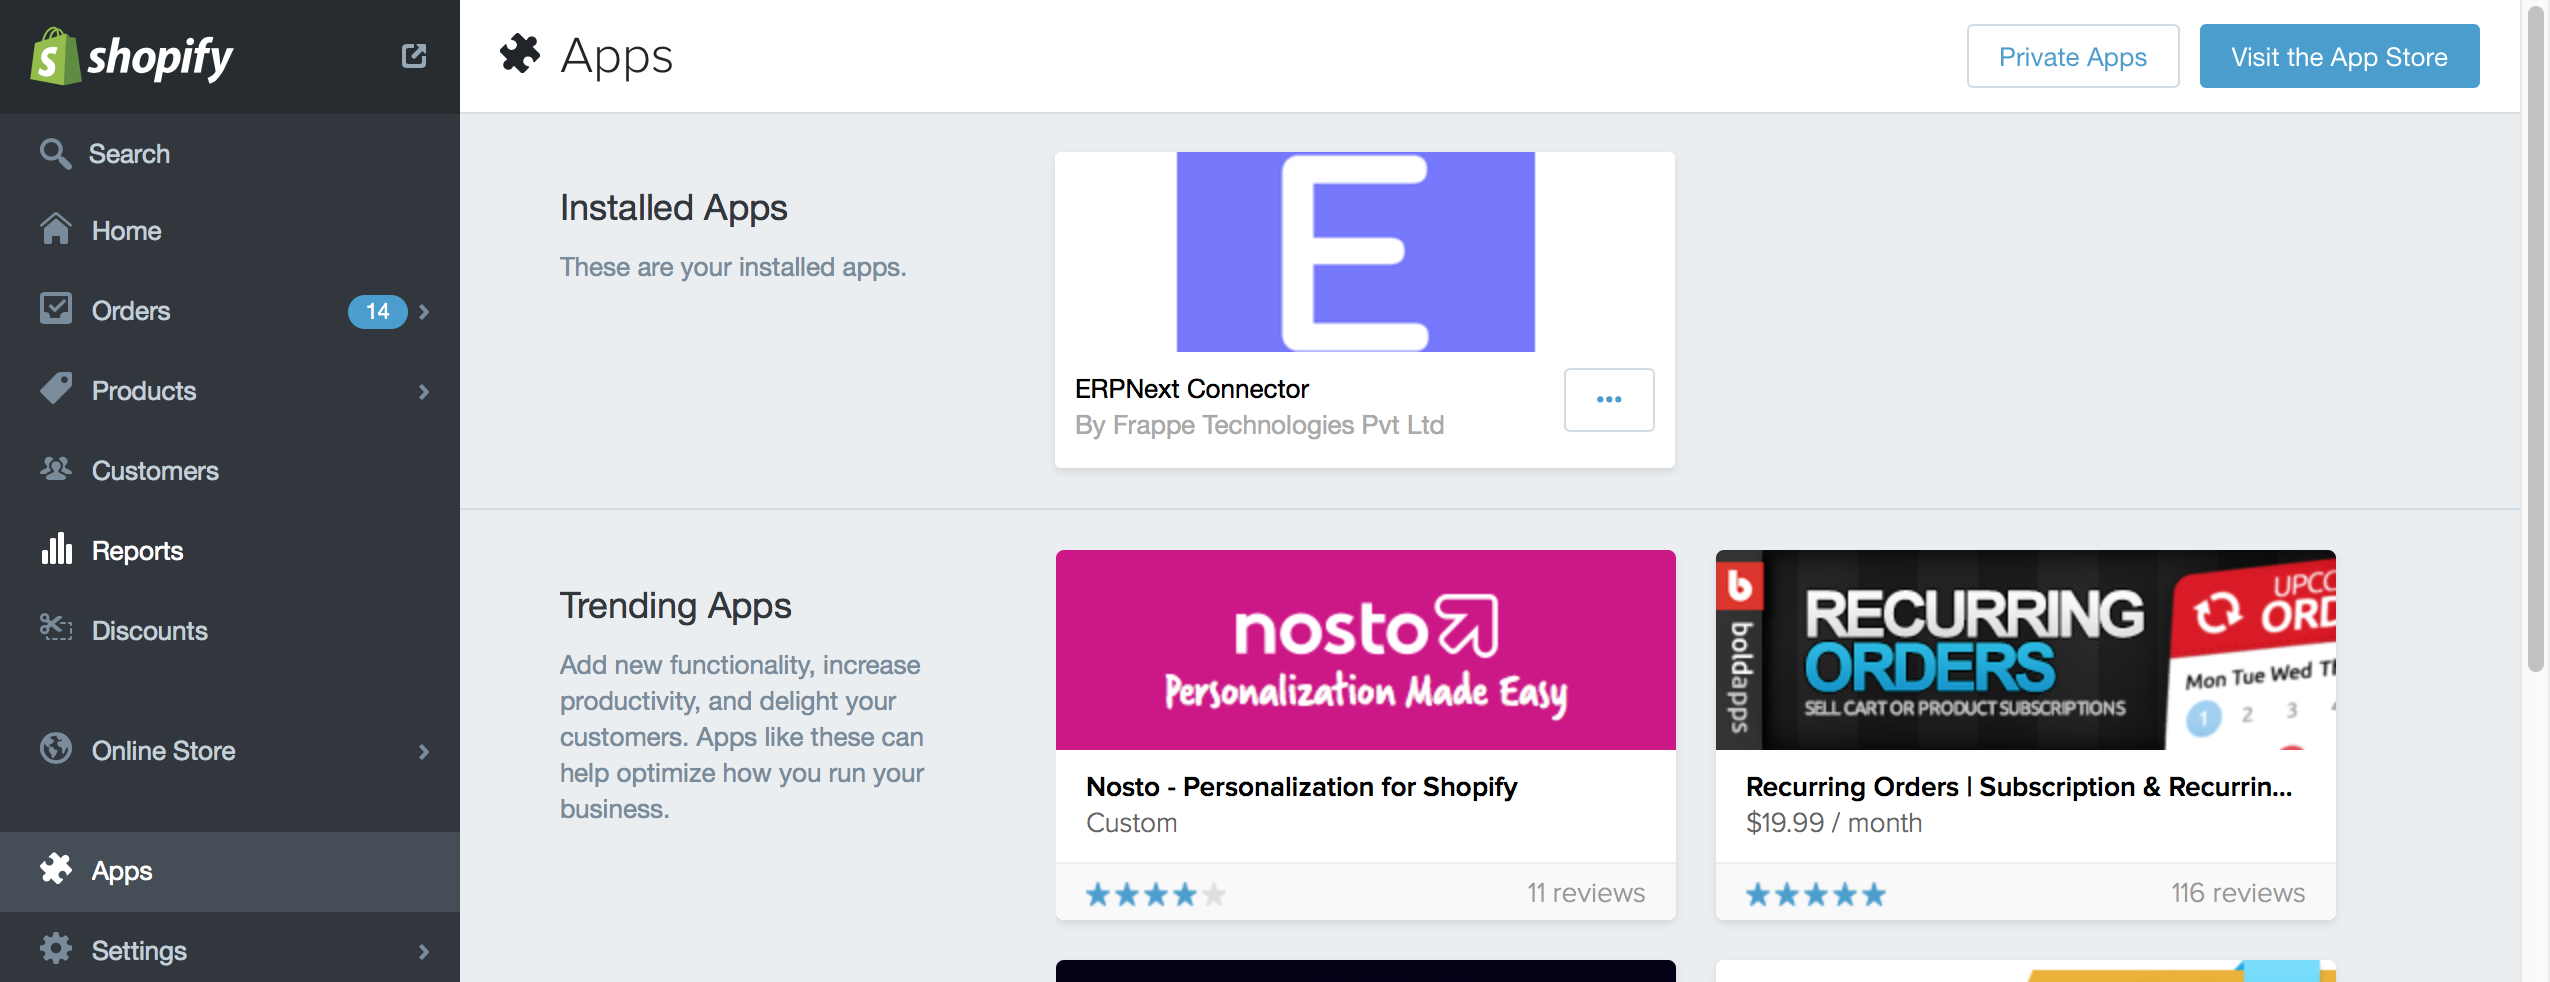 shopify
Search
Home
Orders 14
Products
Customers
Reports
Discounts
Online Store
Apps
Settings
Apps
Private Apps
Visit the App Store
Installed Apps
These are your installed apps.
E
ERPNext Connector
By Frappe Technologies Pvt Ltd
•••
Trending Apps
Add new functionality, increase
productivity, and delight your
customers. Apps like these can
help optimize how you run your
business.
nosto
Personalization Made Easy
Nosto - Personalization for Shopify
Custom
11 reviews
b
boldapps
RECURRING
ORDERS
SELL CART OR PRODUCT SUBSCRIPTIONS
UPCO
ORD
Mon Tue Wed Th
1 2 3
Recurring Orders | Subscription & Recurrin...
$19.99 / month
116 reviews